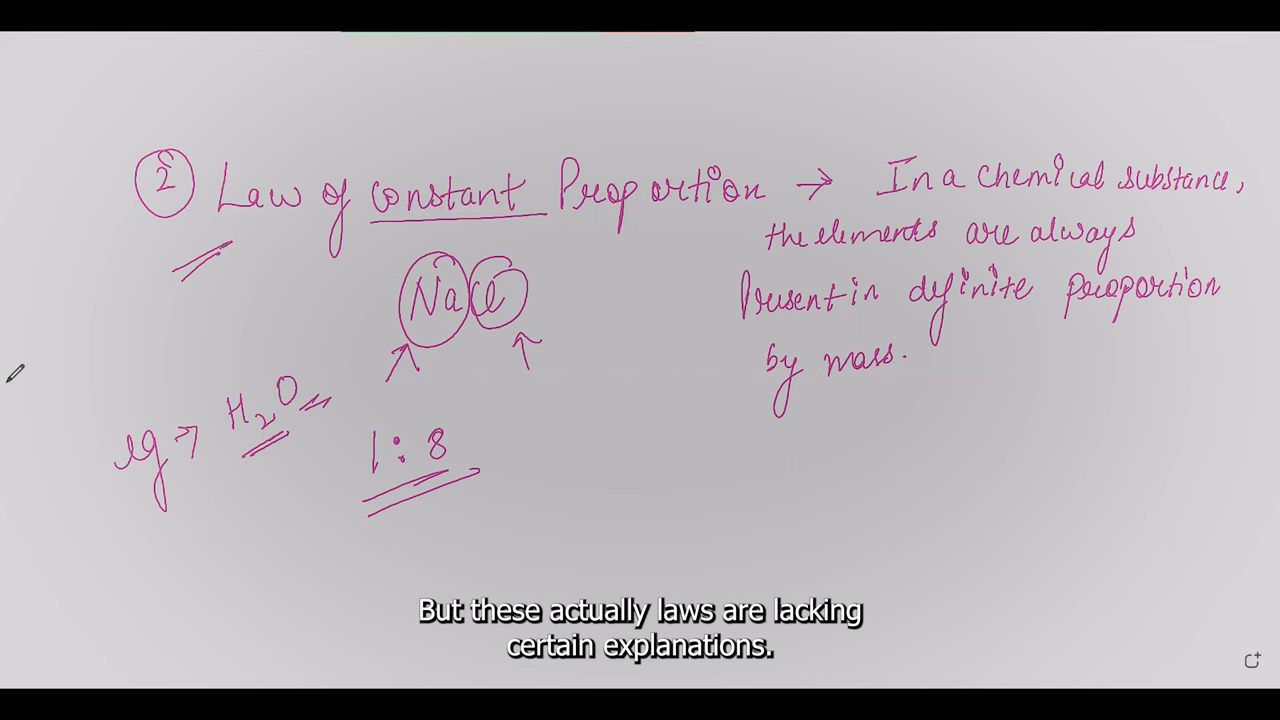 2 Law of constant Proportion → In a chemical substance,
the elements are always
Present in definite proportion
by mass.
NaCl
eg → H₂O
1:8
But these actually laws are lacking
certain explanations.